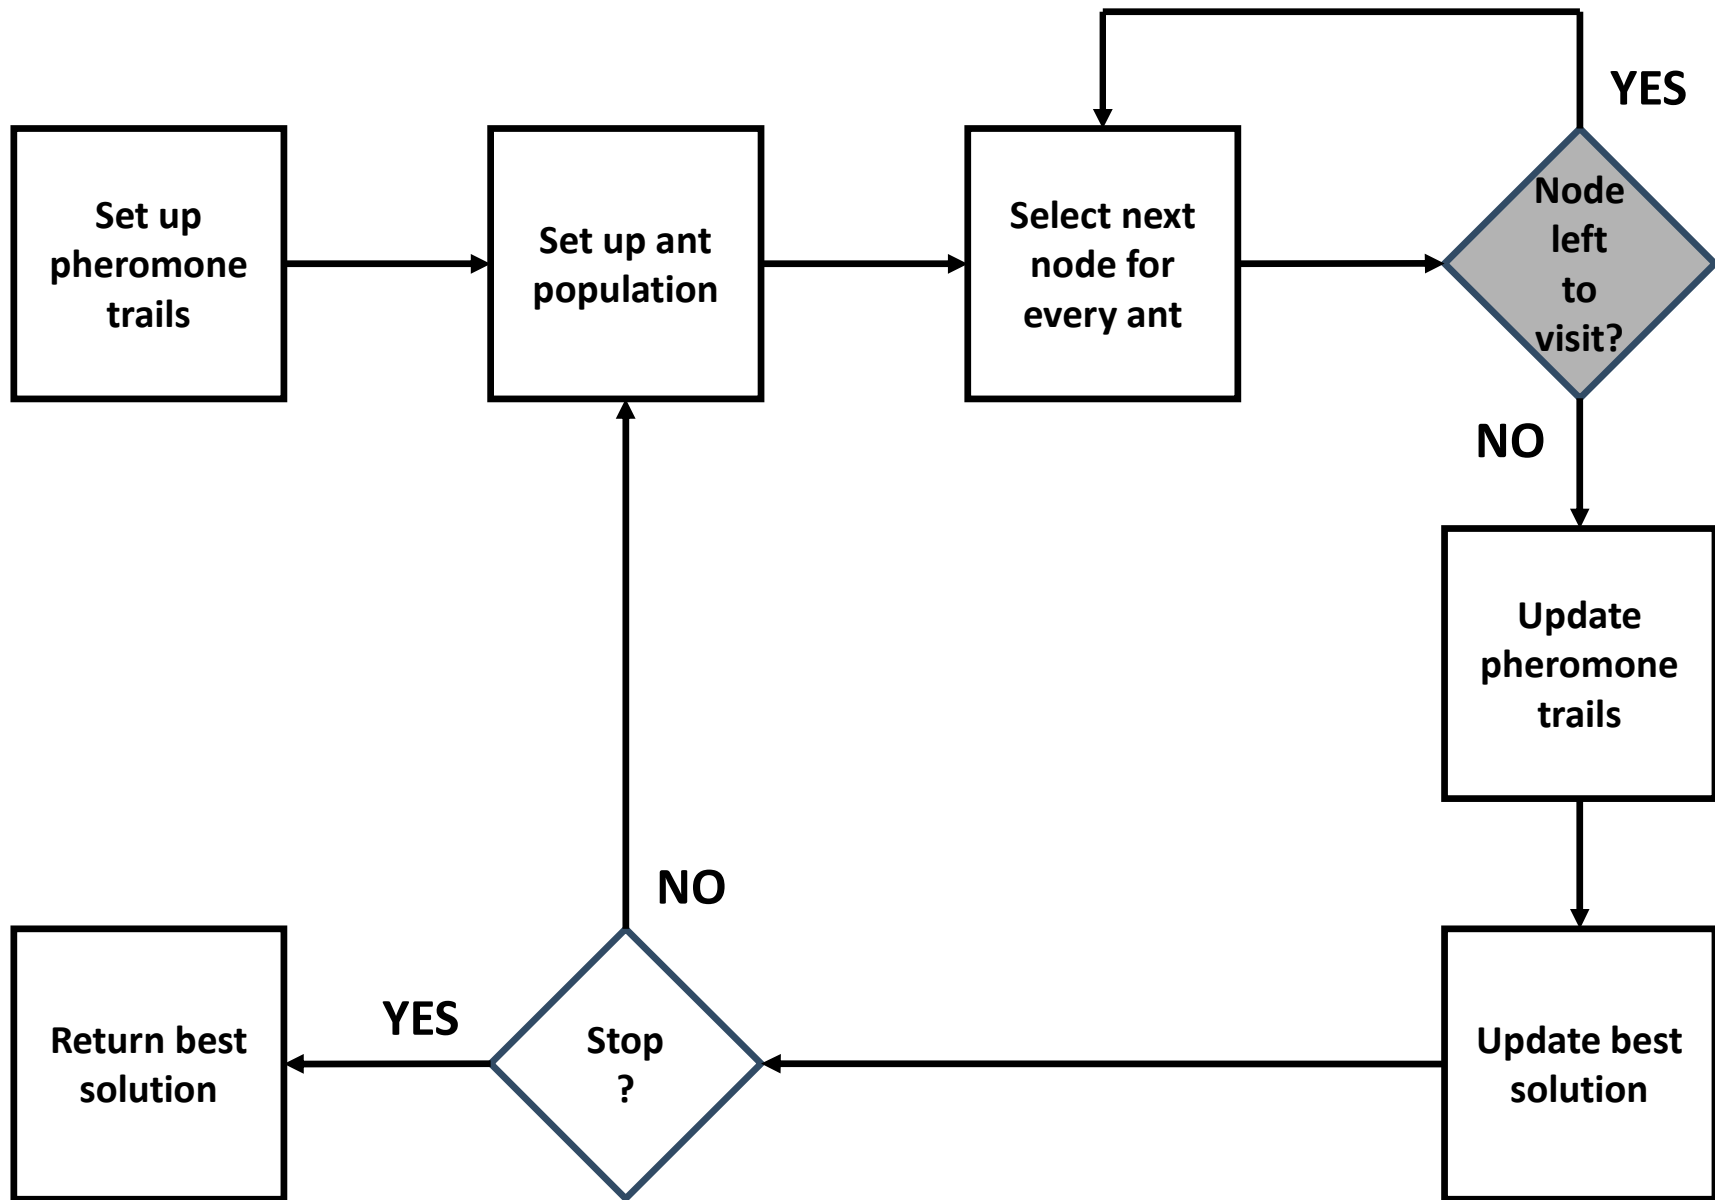 YES
Set up
pheromone
trails
Set up ant
population
Select next
node for
every ant
Node
left
to
visit?
NO
Update
pheromone
trails
NO
Return best
solution
YES
Stop
?
Update best
solution